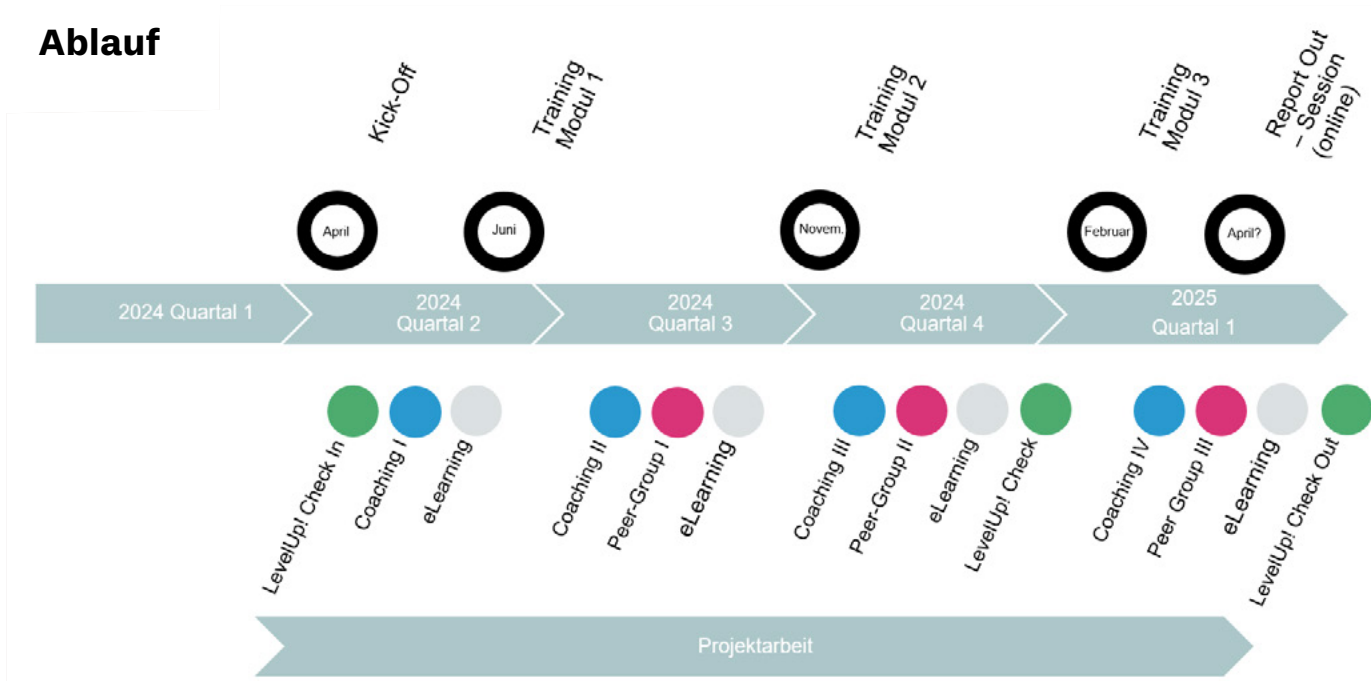 Ablauf
Kick-Off
Training
Modul 1
Training
Modul 2
Training
Modul 3
Report Out
– Session
(online)
April
Juni
Novem.
Februar
April?
2024 Quartal 1
2024
Quartal 2
2024
Quartal 3
2024
Quartal 4
2025
Quartal 1
LevelUp! Check In
Coaching I
eLearning
Coaching II
Peer-Group I
eLearning
Coaching III
Peer-Group II
eLearning
LevelUp! Check
Coaching IV
Peer Group III
eLearning
LevelUp! Check Out
Projektarbeit